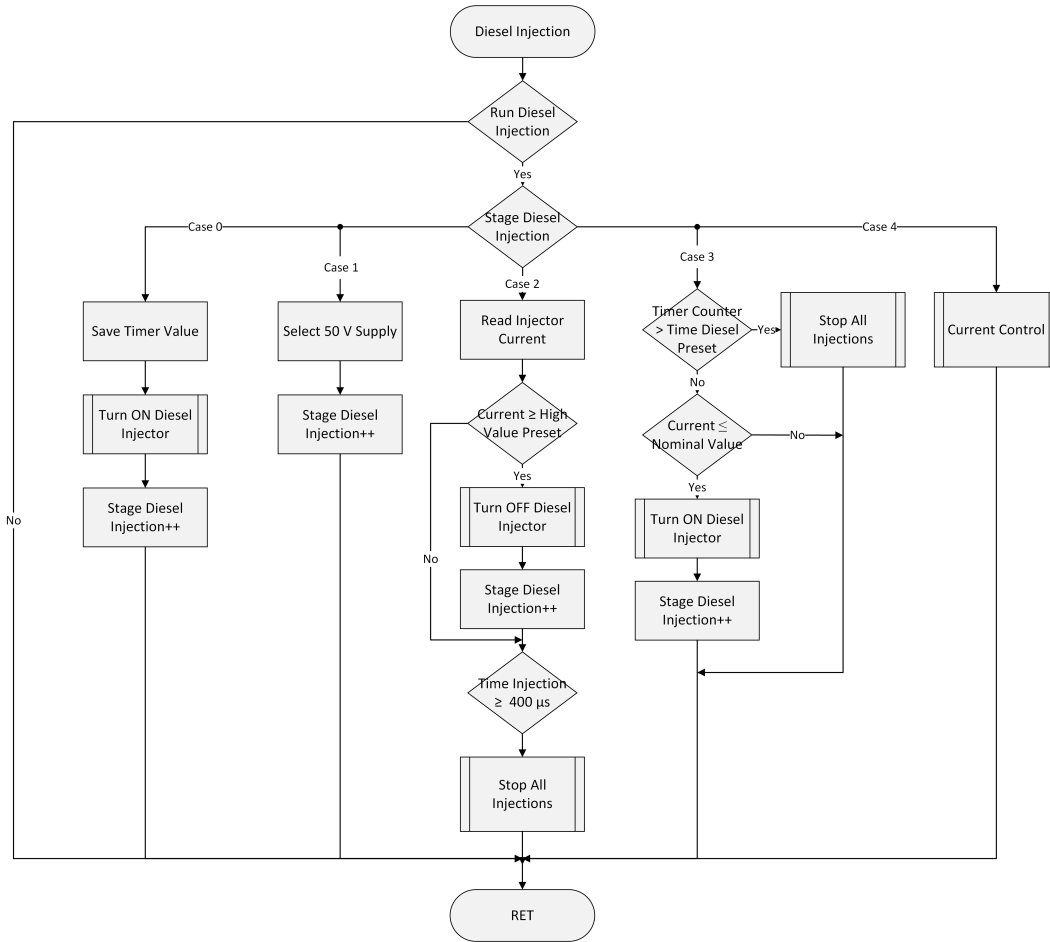 Diesel Injection
Run Diesel
Injection
Yes
Stage Diesel
Injection
Case 0
Case 4
Case 3
Case 1
Case 2
Save Timer Value
Select 50 V Supply
Read Injector
Current
Timer Counter
> Time Diesel
Preset
Yes
Stop All
Injections
Current Control
No
Turn ON Diesel
Injector
Stage Diesel
Injection++
Current ≥ High
Value Preset
Current ≤
Nominal Value
No
Yes
Yes
Stage Diesel
Injection++
Turn OFF Diesel
Injector
Turn ON Diesel
Injector
No
No
Stage Diesel
Injection++
Stage Diesel
Injection++
Time Injection
≥ 400 µs
Stop All
Injections
RET